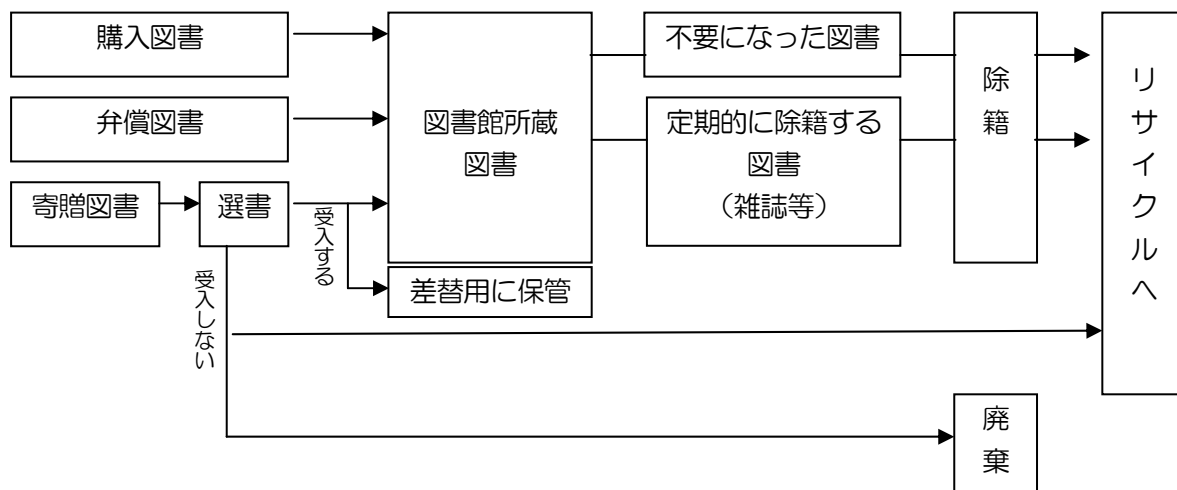 購入図書
弁償図書
寄贈図書
選書
受入する
受入しない
図書館所蔵
図書
差替用に保管
不要になった図書
定期的に除籍する
図書
（雑誌等）
除籍
リサイクルへ
廃棄